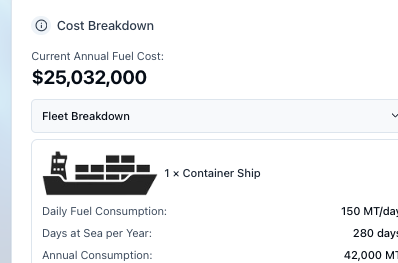 Cost Breakdown
Current Annual Fuel Cost:
$25,032,000
Fleet Breakdown
1 × Container Ship
Daily Fuel Consumption: 150 MT/day
Days at Sea per Year: 280 days
Annual Consumption: 42,000 MT